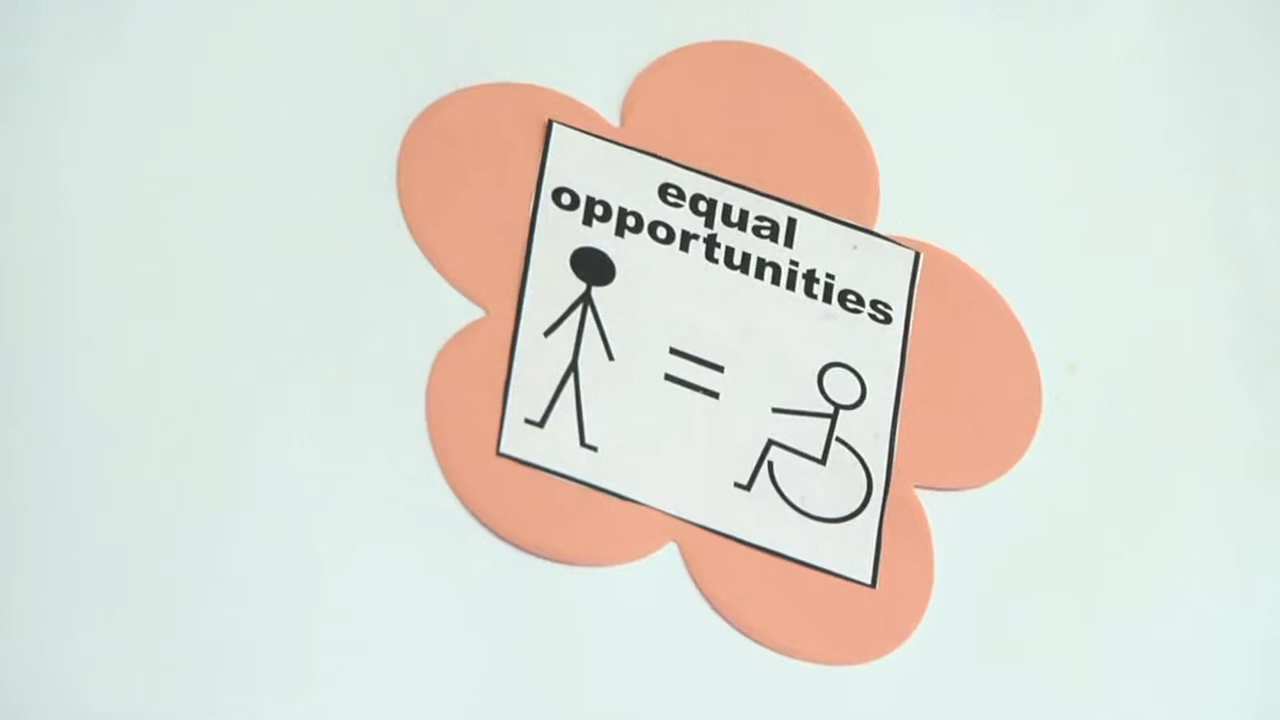 equal
opportunities
=